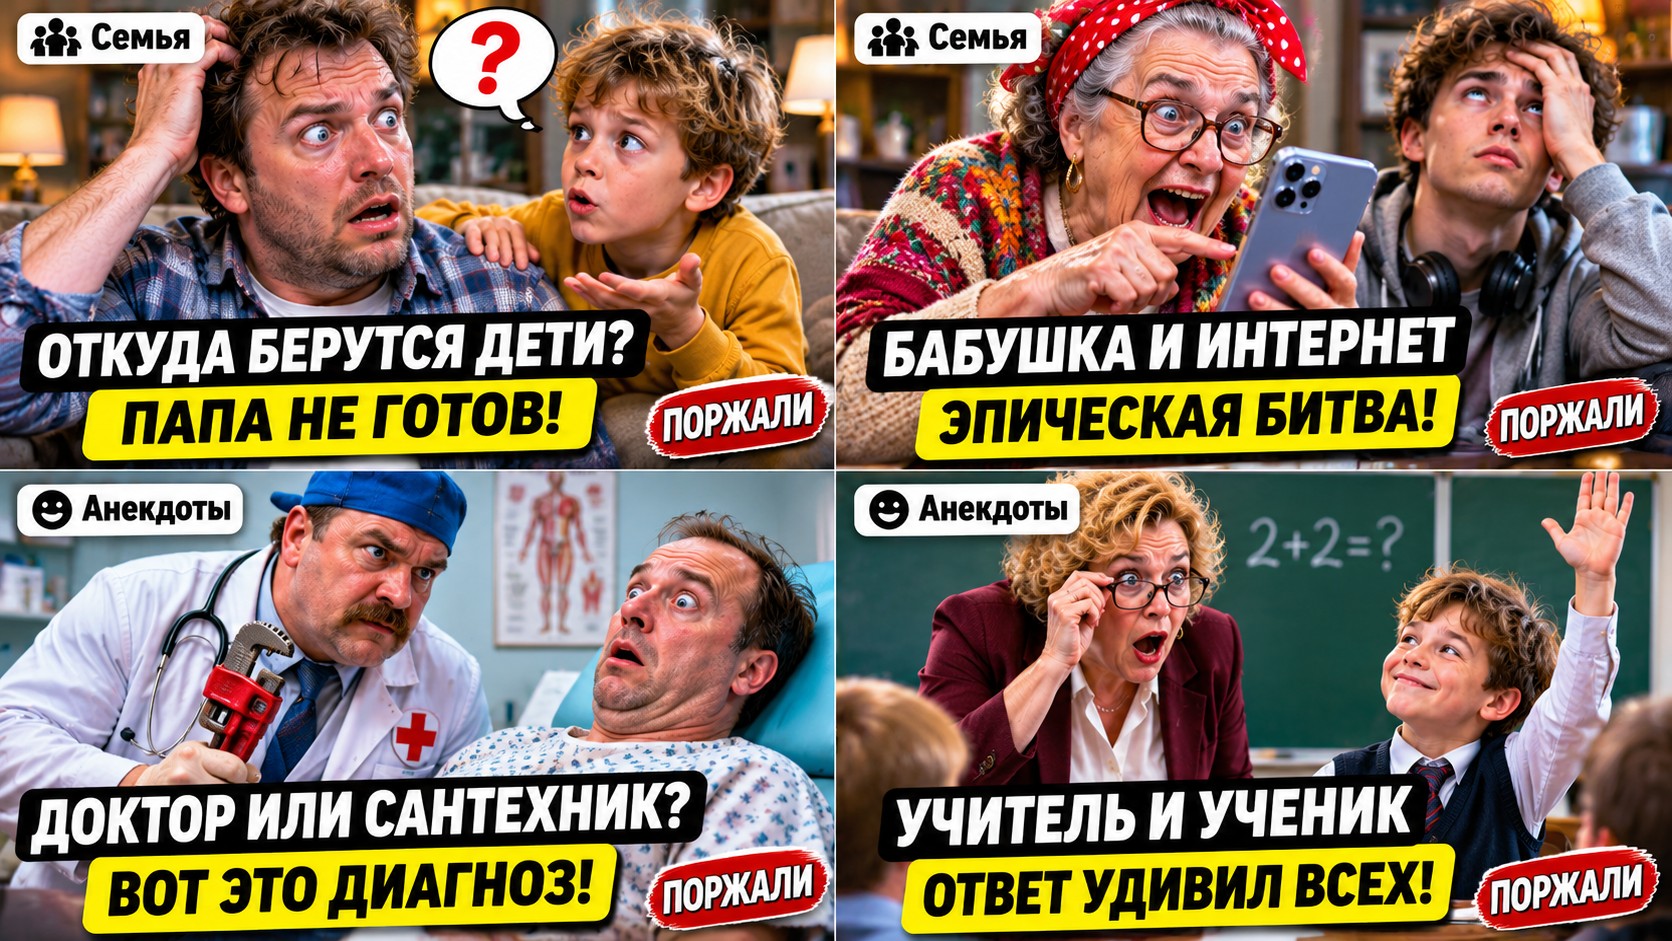 Семья
?
ОТКУДА БЕРУТСЯ ДЕТИ?
ПАПА НЕ ГОТОВ!
ПОРЖАЛИ
Семья
БАБУШКА И ИНТЕРНЕТ
ЭПИЧЕСКАЯ БИТВА!
ПОРЖАЛИ
Анекдоты
ДОКТОР ИЛИ САНТЕХНИК?
ВОТ ЭТО ДИАГНОЗ!
ПОРЖАЛИ
Анекдоты
2+2=?
УЧИТЕЛЬ И УЧЕНИК
ОТВЕТ УДИВИЛ ВСЕХ!
ПОРЖАЛИ